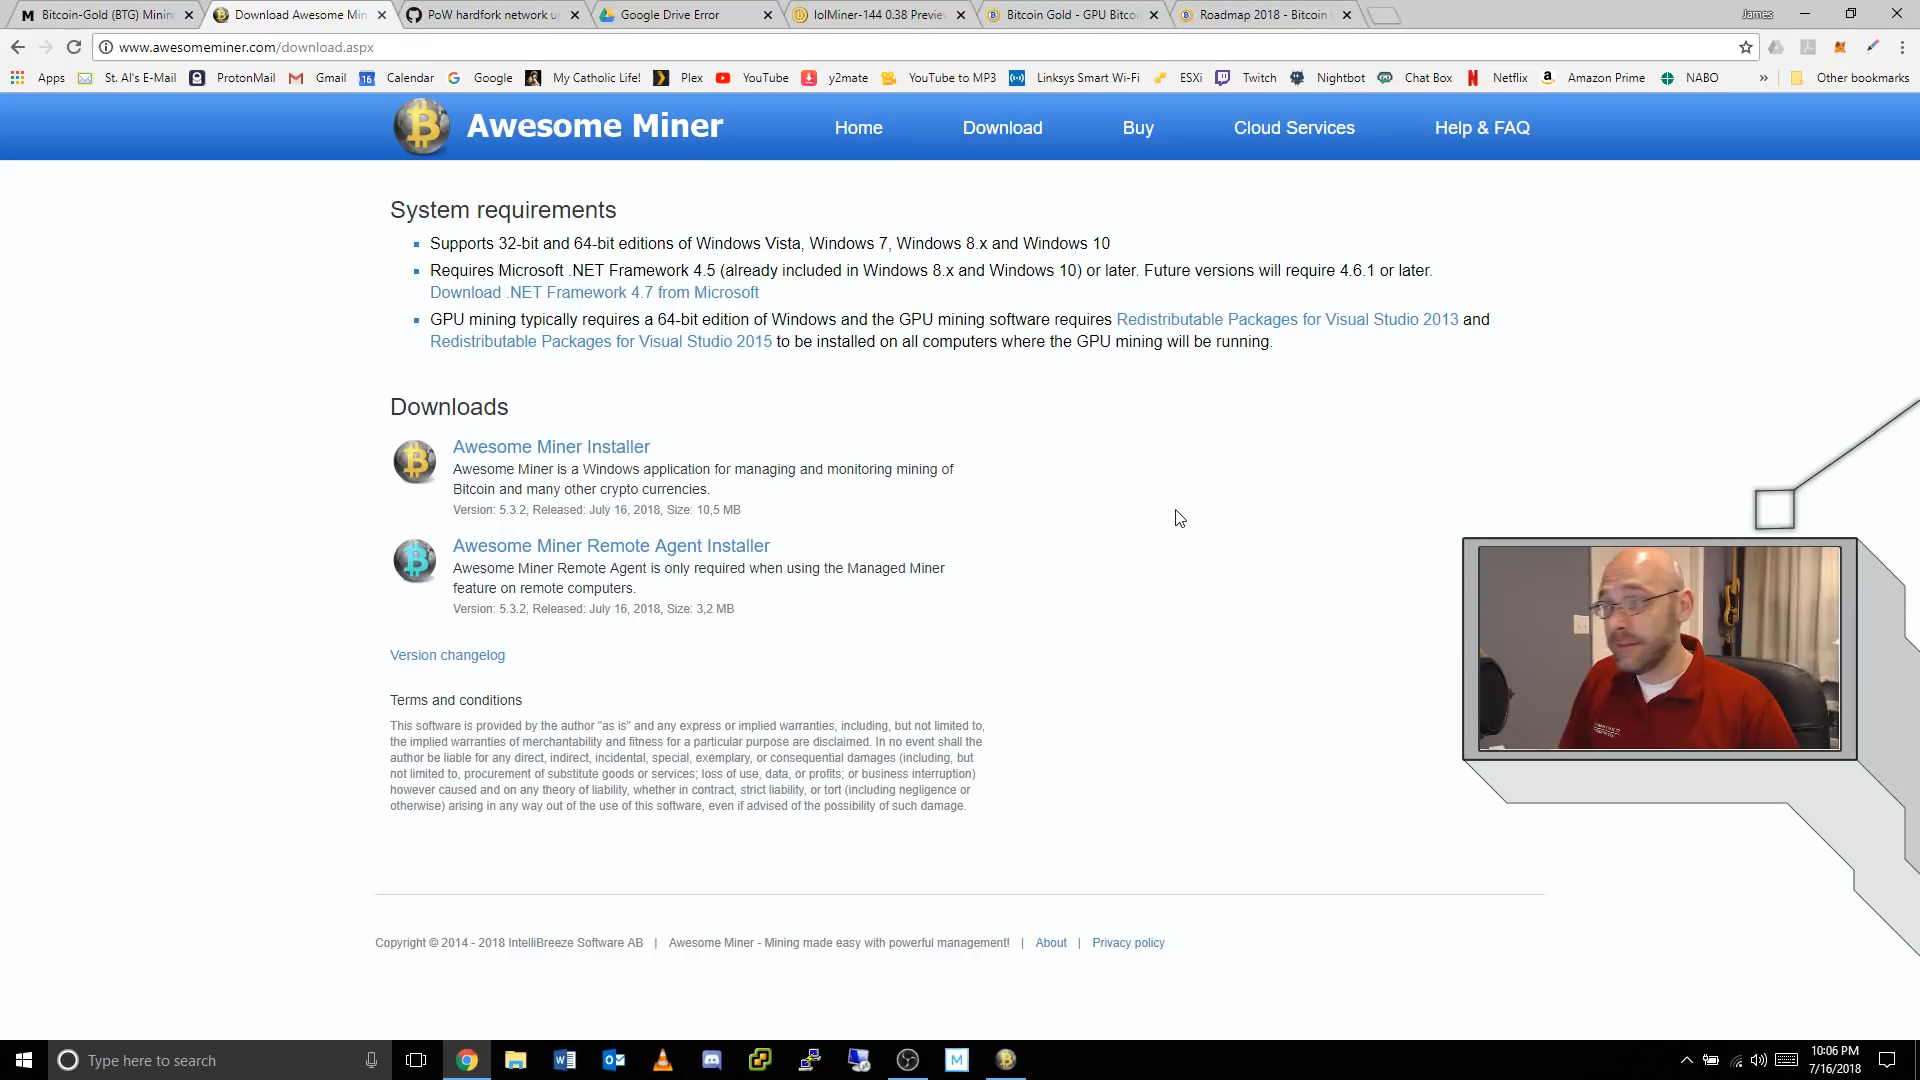 Bitcoin-Gold (BTG) Mining
Download Awesome Min
PoW hardfork network u
Google Drive Error
lolMiner-144 0.38 Preview
Bitcoin Gold - GPU Bitco
Roadmap 2018 - Bitcoin
James
www.awesomeminer.com/download.aspx
Apps
St. Al's E-Mail
ProtonMail
Gmail
16
Calendar
Google
My Catholic Life!
Plex
YouTube
y2mate
YouTube to MP3
Linksys Smart Wi-Fi
ESXi
Twitch
Nightbot
Chat Box
Netflix
Amazon Prime
NABO
»
Other bookmarks
Awesome Miner
Home
Download
Buy
Cloud Services
Help & FAQ
System requirements
Supports 32-bit and 64-bit editions of Windows Vista, Windows 7, Windows 8.x and Windows 10
Requires Microsoft .NET Framework 4.5 (already included in Windows 8.x and Windows 10) or later. Future versions will require 4.6.1 or later.
Download .NET Framework 4.7 from Microsoft
GPU mining typically requires a 64-bit edition of Windows and the GPU mining software requires Redistributable Packages for Visual Studio 2013 and
Redistributable Packages for Visual Studio 2015 to be installed on all computers where the GPU mining will be running.
Downloads
Awesome Miner Installer
Awesome Miner is a Windows application for managing and monitoring mining of
Bitcoin and many other crypto currencies.
Version: 5.3.2, Released: July 16, 2018, Size: 10,5 MB
Awesome Miner Remote Agent Installer
Awesome Miner Remote Agent is only required when using the Managed Miner
feature on remote computers.
Version: 5.3.2, Released: July 16, 2018, Size: 3,2 MB
Version changelog
Terms and conditions
This software is provided by the author "as is" and any express or implied warranties, including, but not limited to,
the implied warranties of merchantability and fitness for a particular purpose are disclaimed. In no event shall the
author be liable for any direct, indirect, incidental, special, exemplary, or consequential damages (including, but
not limited to, procurement of substitute goods or services; loss of use, data, or profits; or business interruption)
however caused and on any theory of liability, whether in contract, strict liability, or tort (including negligence or
otherwise) arising in any way out of the use of this software, even if advised of the possibility of such damage.
Copyright © 2014 - 2018 IntelliBreeze Software AB | Awesome Miner - Mining made easy with powerful management! | About | Privacy policy
Type here to search
10:06 PM
7/16/2018